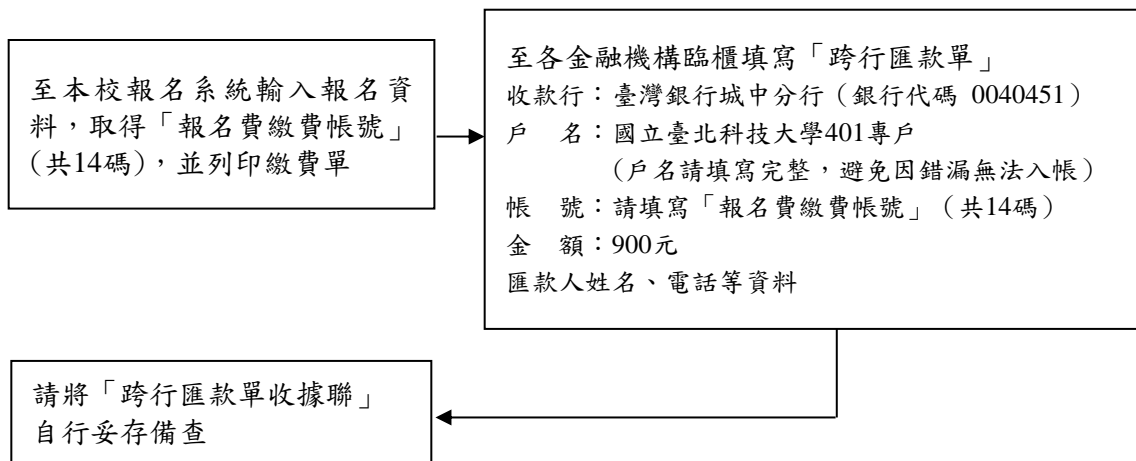 至本校報名系統輸入報名資
料，取得「報名費繳費帳號」
（共14碼），並列印繳費單
至各金融機構臨櫃填寫「跨行匯款單」
收款行：臺灣銀行城中分行（銀行代碼 0040451）
戶　名：國立臺北科技大學401專戶
（戶名請填寫完整，避免因錯漏無法入帳）
帳　號：請填寫「報名費繳費帳號」（共14碼）
金　額：900元
匯款人姓名、電話等資料
請將「跨行匯款單收據聯」
自行妥存備查